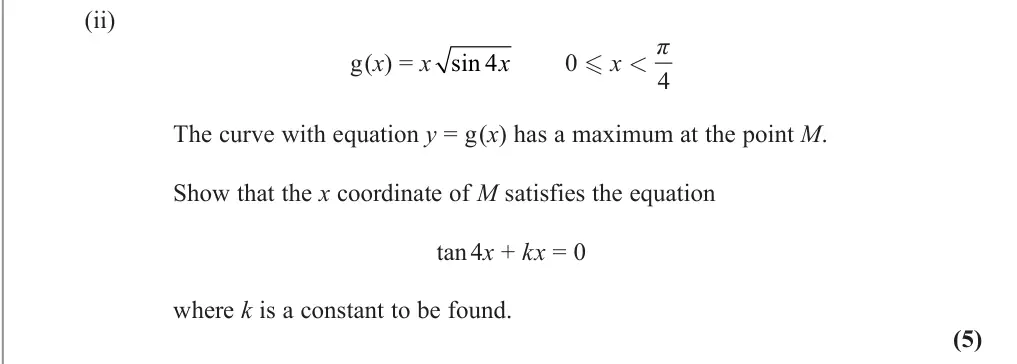 (ii)
g(x) = x√(sin 4x)    0 ⩽ x < π/4
The curve with equation y = g(x) has a maximum at the point M.
Show that the x coordinate of M satisfies the equation
tan 4x + kx = 0
where k is a constant to be found.
(5)